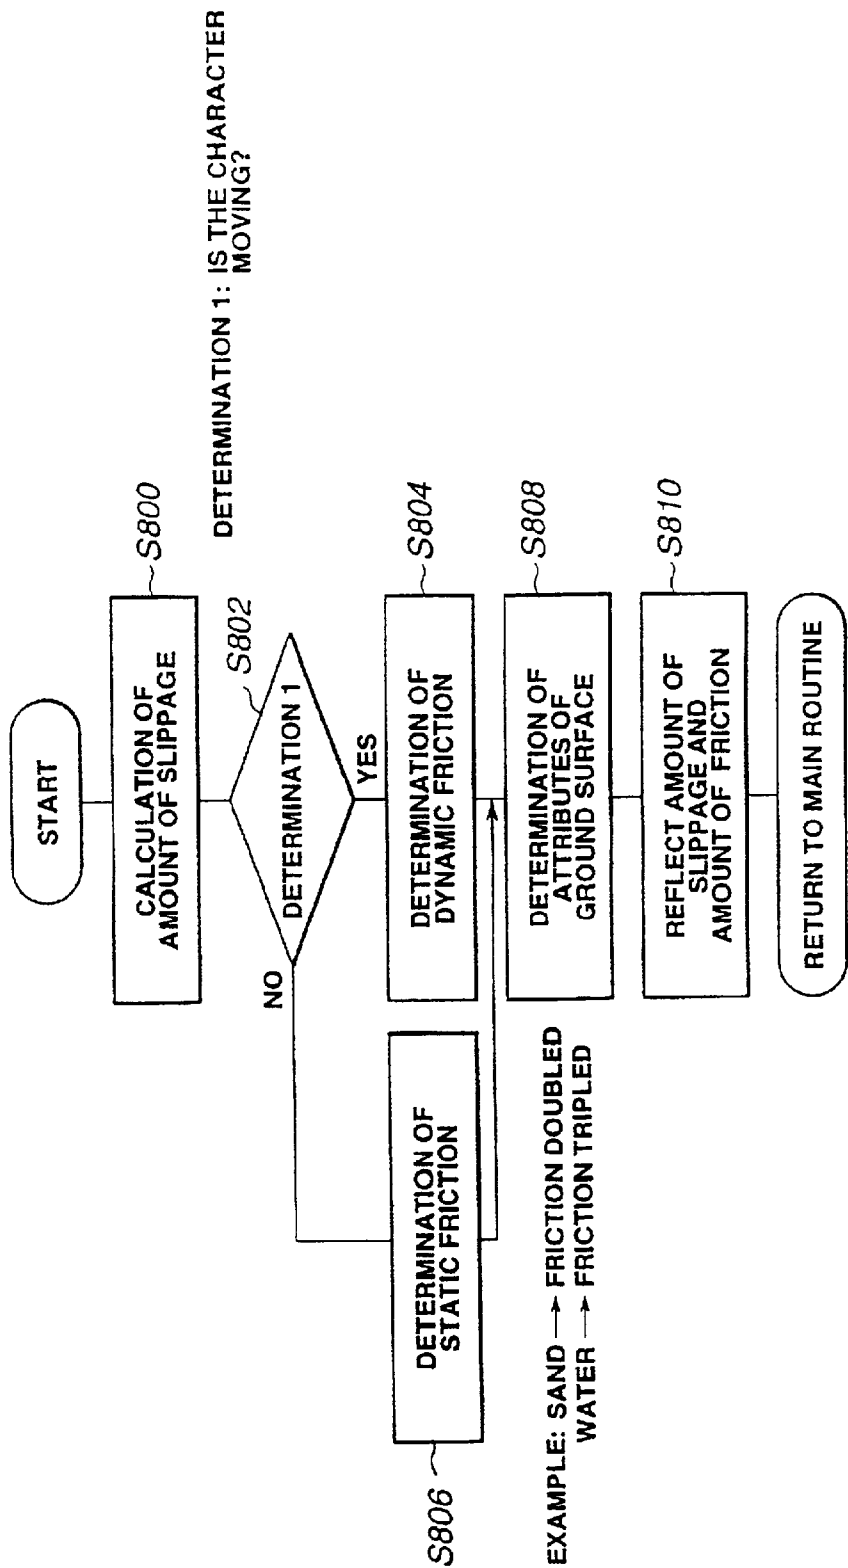 START
CALCULATION OF
AMOUNT OF SLIPPAGE
S800
DETERMINATION 1: IS THE CHARACTER
MOVING?
S802
DETERMINATION 1
NO
YES
DETERMINATION OF
DYNAMIC FRICTION
S804
DETERMINATION OF
STATIC FRICTION
S806
DETERMINATION OF
ATTRIBUTES OF
GROUND SURFACE
S808
EXAMPLE: SAND → FRICTION DOUBLED
WATER → FRICTION TRIPLED
REFLECT AMOUNT OF
SLIPPAGE AND
AMOUNT OF FRICTION
S810
RETURN TO MAIN ROUTINE